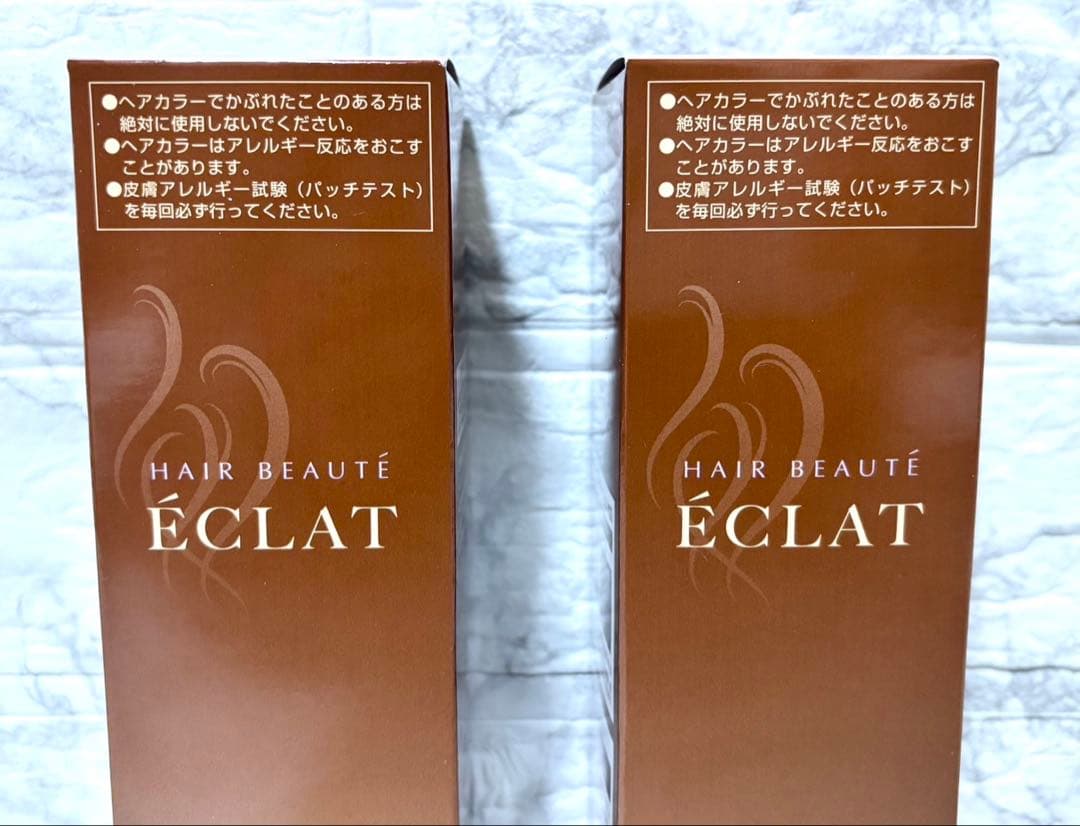 ●ヘアカラーでかぶれたことのある方は
絶対に使用しないでください。
●ヘアカラーはアレルギー反応をおこす
ことがあります。
●皮膚アレルギー試験（パッチテスト）
を毎回必ず行ってください。
HAIR BEAUTÉ
ÉCLAT
●ヘアカラーでかぶれたことのある方は
絶対に使用しないでください。
●ヘアカラーはアレルギー反応をおこす
ことがあります。
●皮膚アレルギー試験（パッチテスト）
を毎回必ず行ってください。
HAIR BEAUTÉ
ÉCLAT